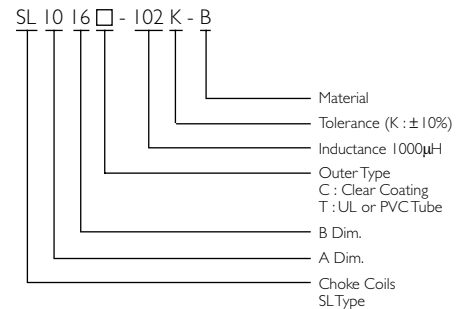 SL 10 16 □ - 102 K - B
Material
Tolerance (K : ± 10%)
Inductance 1000µH
Outer Type
C : Clear Coating
T : UL or PVC Tube
B Dim.
A Dim.
Choke Coils
SL Type